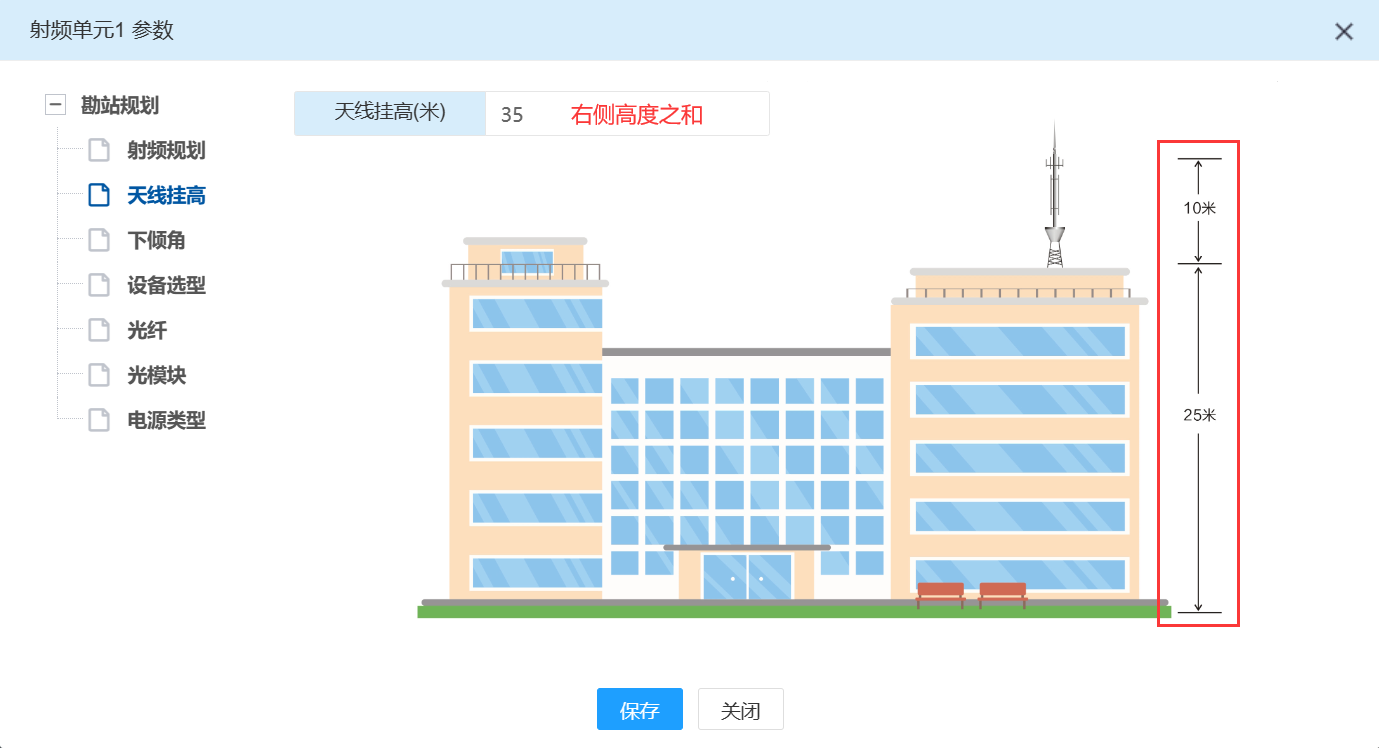 射频单元1 参数
勘站规划
射频规划
天线挂高
下倾角
设备选型
光纤
光模块
电源类型
天线挂高(米) 35 右侧高度之和
10米
25米
保存 关闭